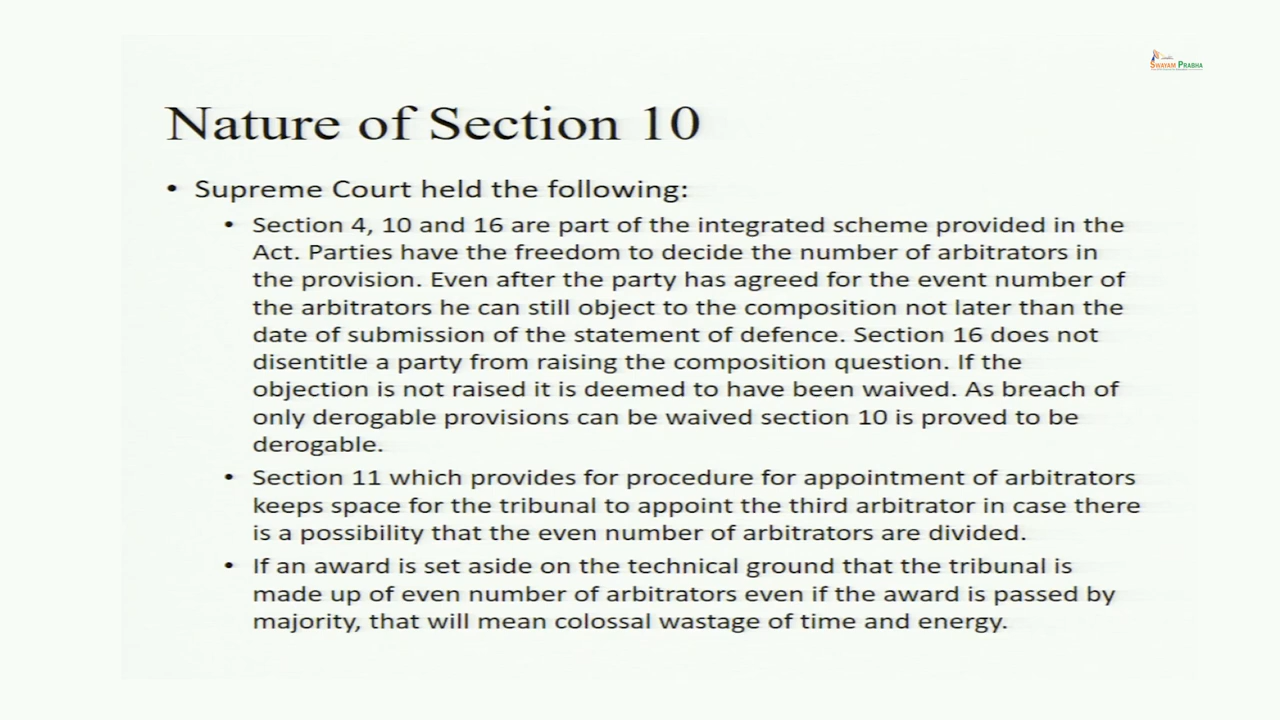 SWAYAM PRABHA
Nature of Section 10
• Supreme Court held the following:
• Section 4, 10 and 16 are part of the integrated scheme provided in the
Act. Parties have the freedom to decide the number of arbitrators in
the provision. Even after the party has agreed for the event number of
the arbitrators he can still object to the composition not later than the
date of submission of the statement of defence. Section 16 does not
disentitle a party from raising the composition question. If the
objection is not raised it is deemed to have been waived. As breach of
only derogable provisions can be waived section 10 is proved to be
derogable.
• Section 11 which provides for procedure for appointment of arbitrators
keeps space for the tribunal to appoint the third arbitrator in case there
is a possibility that the even number of arbitrators are divided.
• If an award is set aside on the technical ground that the tribunal is
made up of even number of arbitrators even if the award is passed by
majority, that will mean colossal wastage of time and energy.